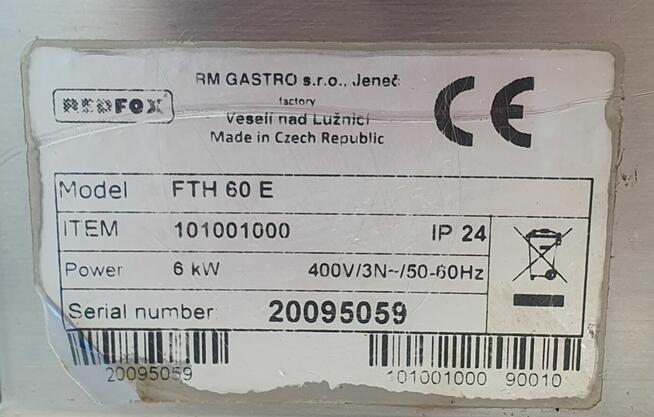 RM GASTRO s.r.o., Jeneč
REDFOX
factory
Veselí nad Lužnicí
Made in Czech Republic
CE
Model FTH 60 E
ITEM 101001000 IP 24
Power 6 kW 400V/3N~/50-60Hz
Serial number: 20095059
20095059
101001000 90010